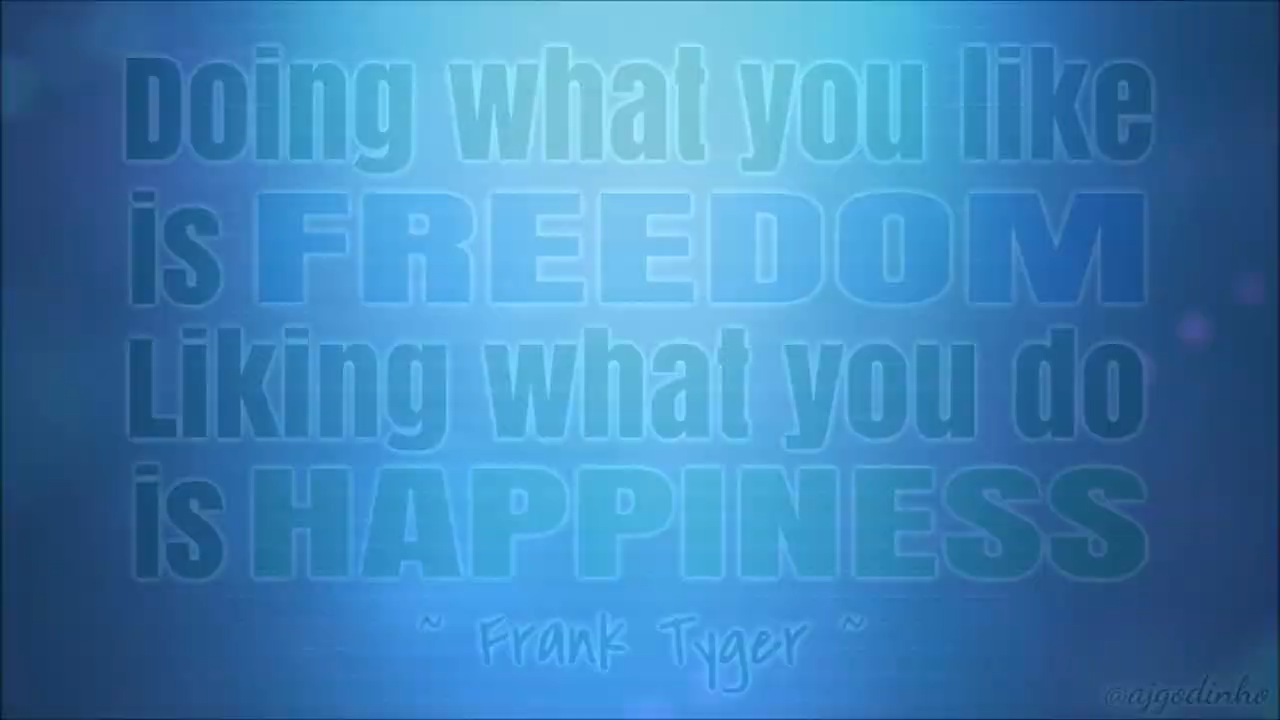 Doing what you like
is FREEDOM
Liking what you do
is HAPPINESS
~ Frank Tyger ~
@ajgodinho